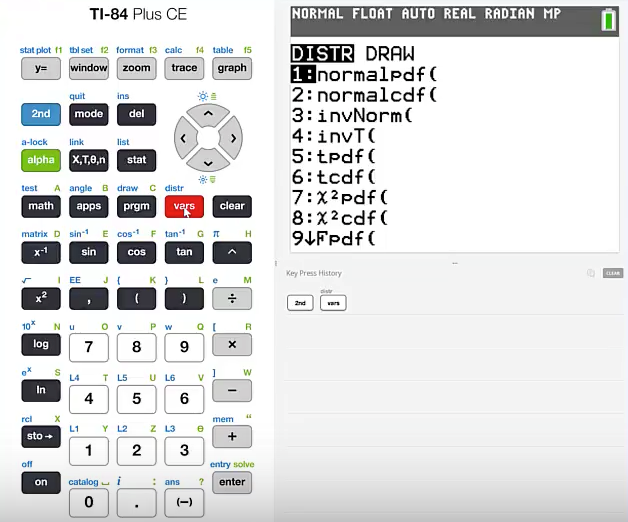 TI-84 Plus CE
stat plot f1 tbl set f2 format f3 calc f4 table f5
y= window zoom trace graph
quit ins
2nd mode del
a-lock link list
alpha X,T,θ,n stat
test A angle B draw C distr
math apps prgm vars clear
matrix D sin⁻¹ E cos⁻¹ F tan⁻¹ G π H
x⁻¹ sin cos tan ^
√ I EE J { K } L e M
x² , ( ) ÷
10ˣ N u O v P w Q [ R
log 7 8 9 ×
eˣ S L4 T L5 U L6 V ] W
ln 4 5 6 −
rcl X L1 Y L2 Z L3 θ mem "
sto→ 1 2 3 +
off catalog ⎵ i : ans ? entry solve
on 0 . (−) enter
NORMAL FLOAT AUTO REAL RADIAN MP
DISTR DRAW
1:normalpdf(
2:normalcdf(
3:invNorm(
4:invT(
5:tpdf(
6:tcdf(
7:χ²pdf(
8:χ²cdf(
9↓Fpdf(
Key Press History CLEAR
distr
2nd vars